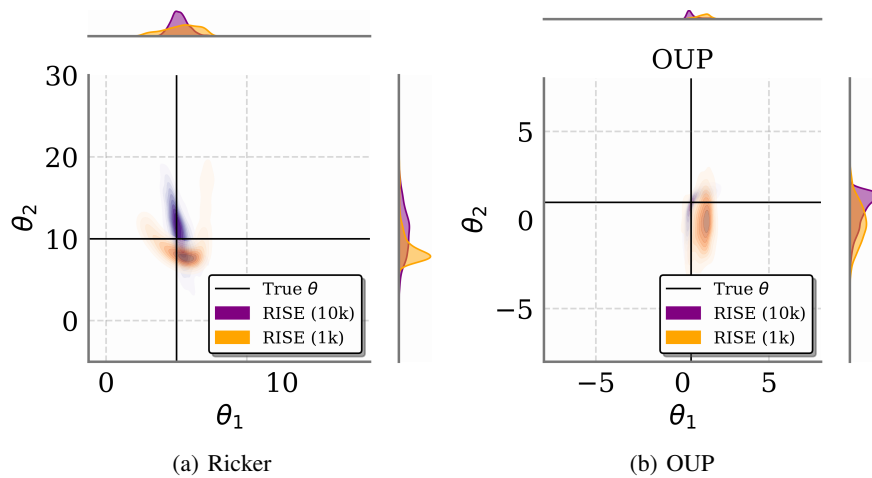 30
20
10
0
θ₂
0
10
θ₁
True θ
RISE (10k)
RISE (1k)
(a) Ricker
OUP
5
0
−5
θ₂
−5
0
5
θ₁
True θ
RISE (10k)
RISE (1k)
(b) OUP